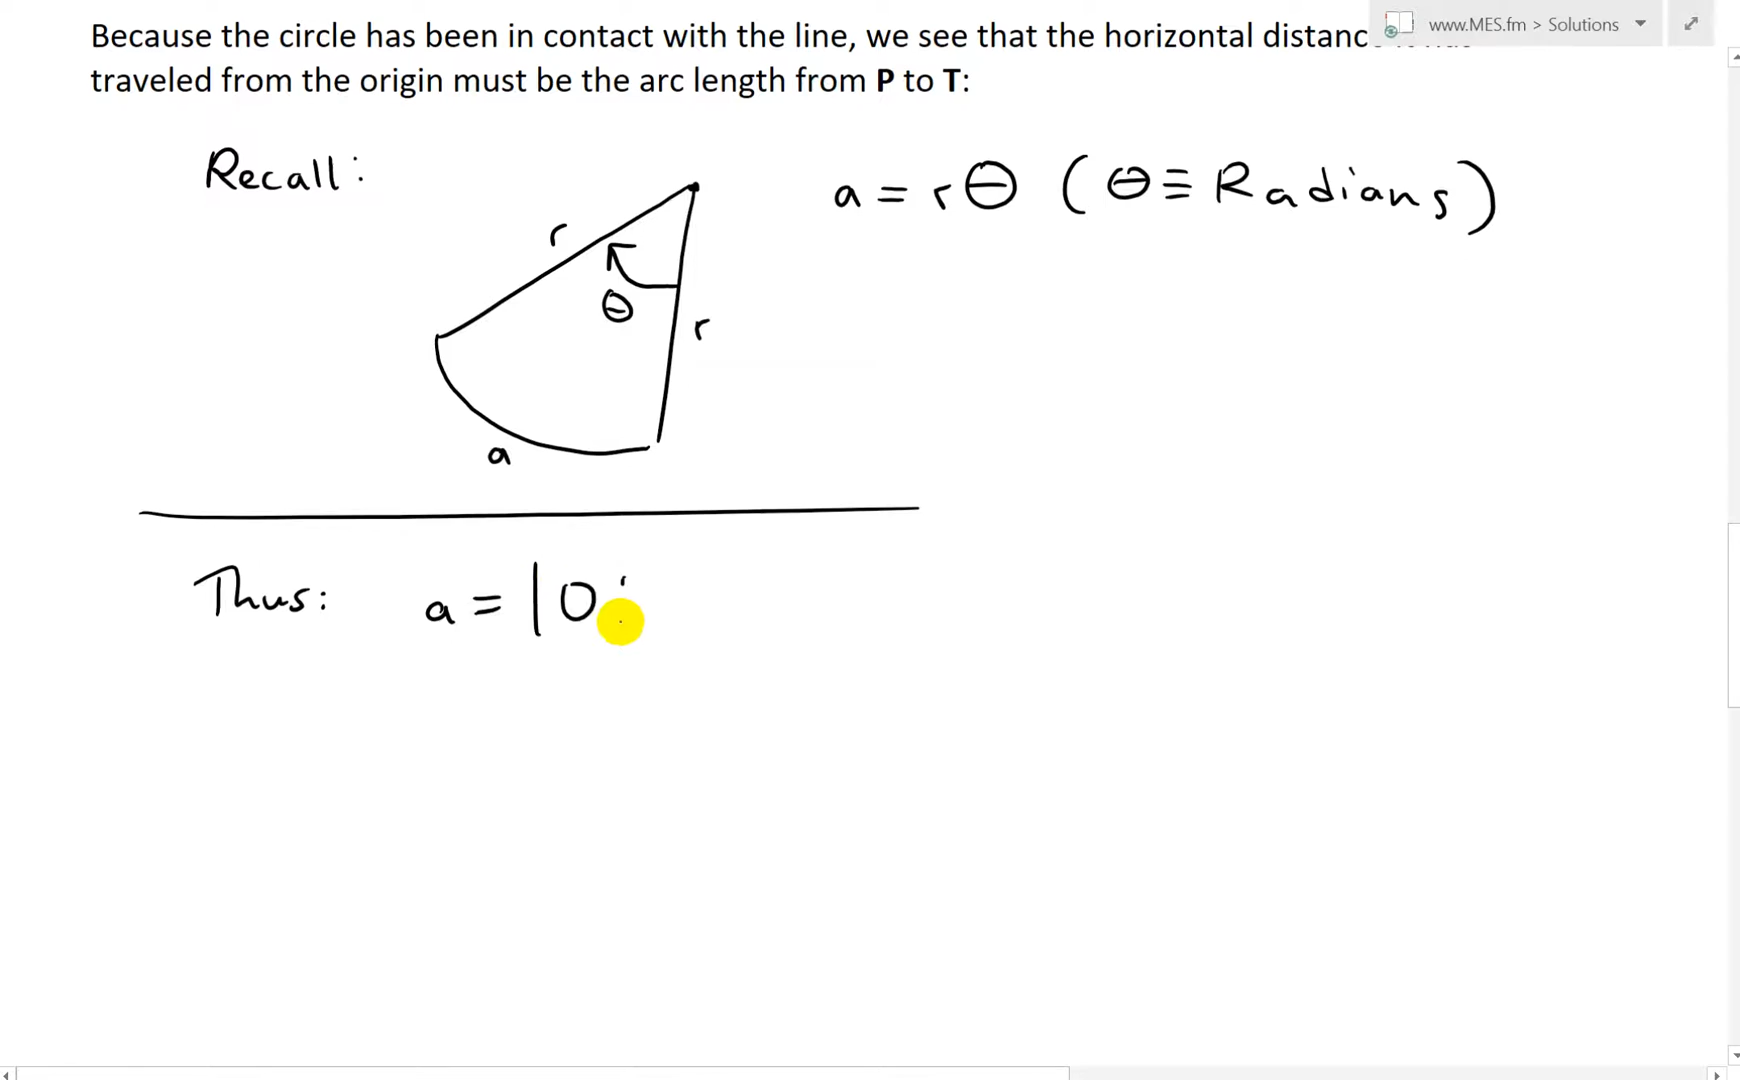 Because the circle has been in contact with the line, we see that the horizontal distanc
www.MES.fm > Solutions
traveled from the origin must be the arc length from P to T:
Recall:
a = rθ (θ ≡ Radians)
r
θ
r
a
Thus: a = |O